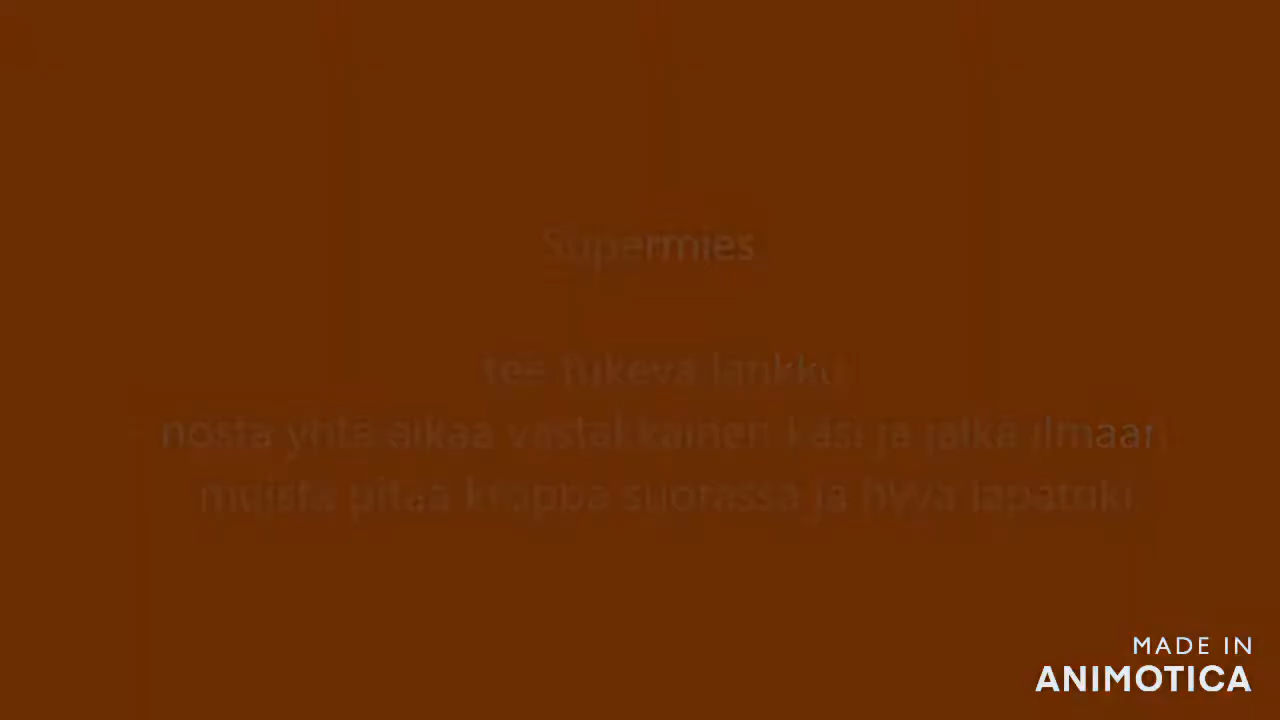 Supermies
tee tukeva lankku
nosta yhtä aikaa vastakkainen käsi ja jalka ilmaan
muista pitää kroppa suorassa ja hyvä lapatuki
MADE IN
ANIMOTICA